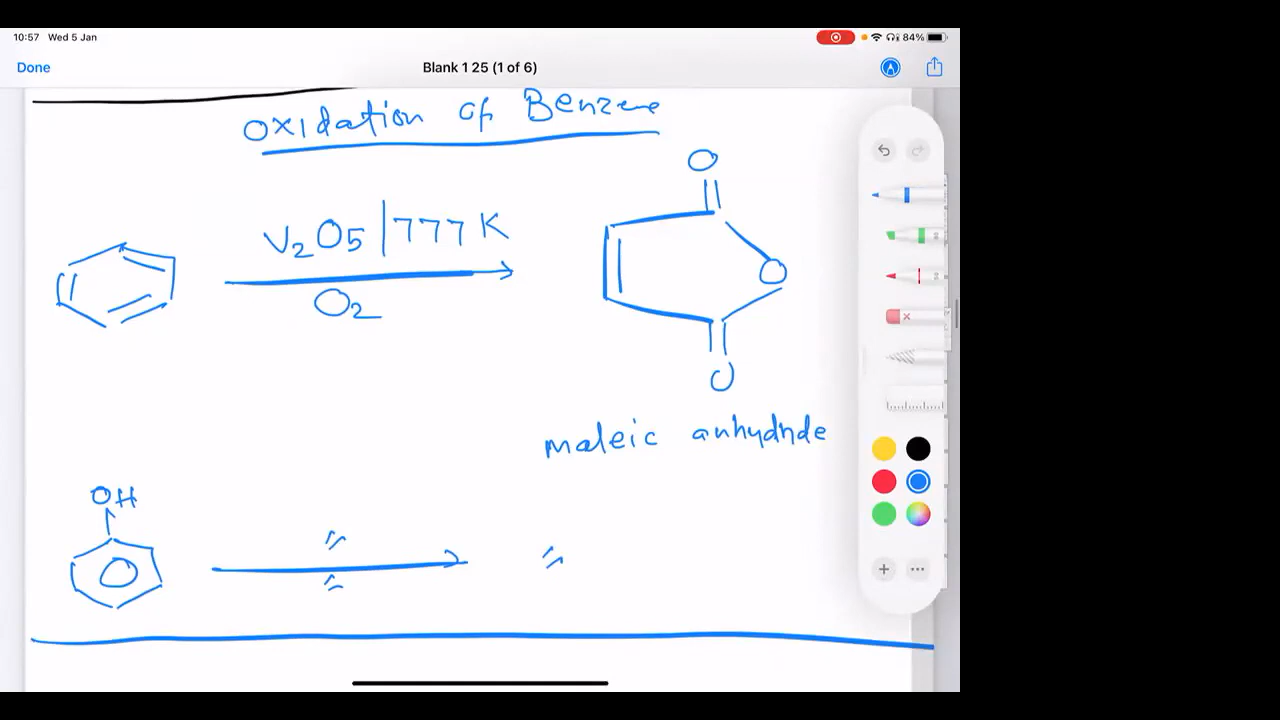 10:57 Wed 5 Jan
84%
Done
Blank 1 25 (1 of 6)
Oxidation of Benzene
V2O5 | 777 K
O2
O
O
O
maleic anhydride
OH